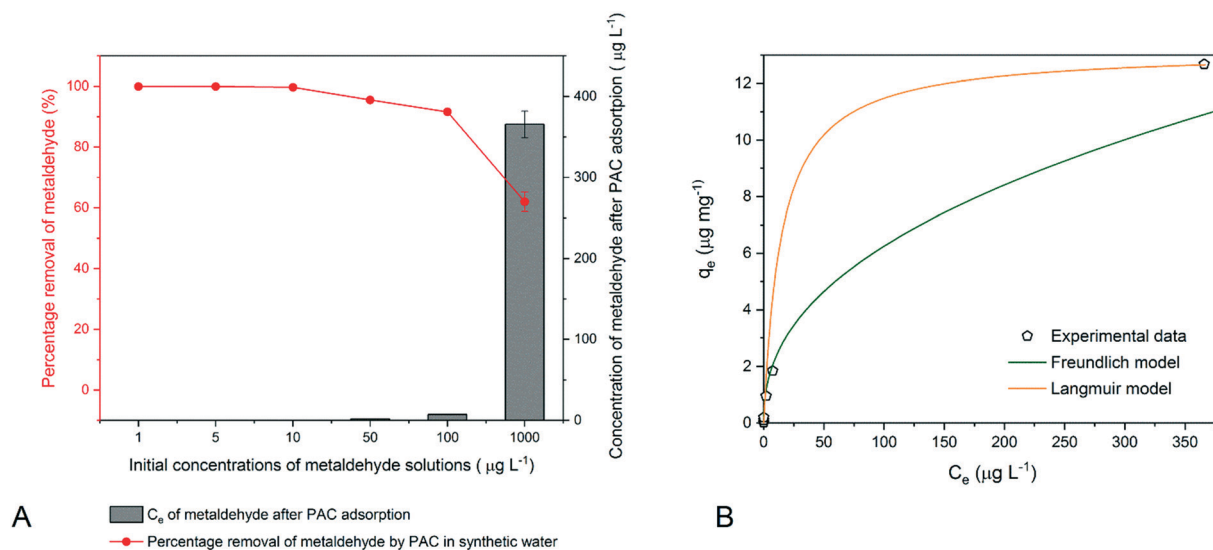 Percentage removal of metaldehyde (%)
100
80
60
40
20
0
400
300
200
100
0
Concentration of metaldehyde after PAC adsortpion ( μg L-1)
1 5 10 50 100 1000
Initial concentrations of metaldehyde solutions ( μg L-1)
A
Ce of metaldehyde after PAC adsorption
Percentage removal of metaldehyde by PAC in synthetic water
qe (μg mg-1)
12
10
8
6
4
2
0
Experimental data
Freundlich model
Langmuir model
0 50 100 150 200 250 300 350
Ce (μg L-1)
B